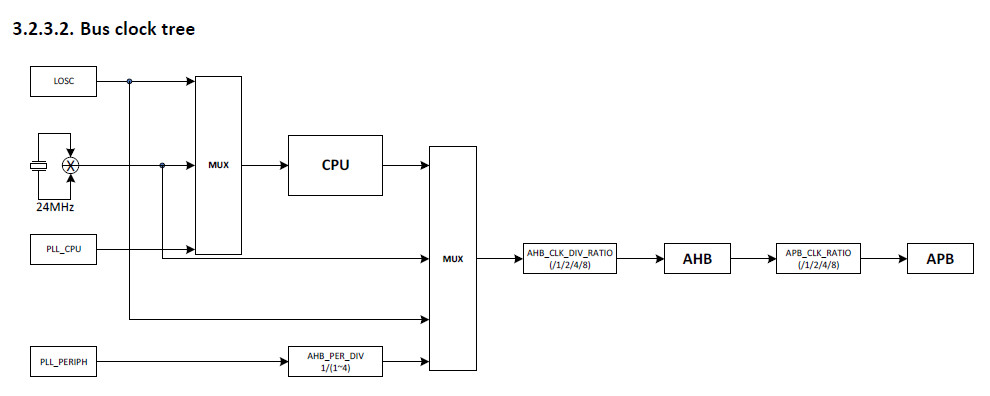 3.2.3.2. Bus clock tree
LOSC
MUX
CPU
24MHz
PLL_CPU
MUX
AHB_CLK_DIV_RATIO
(/1/2/4/8)
AHB
APB_CLK_RATIO
(/1/2/4/8)
APB
PLL_PERIPH
AHB_PER_DIV
1/(1~4)